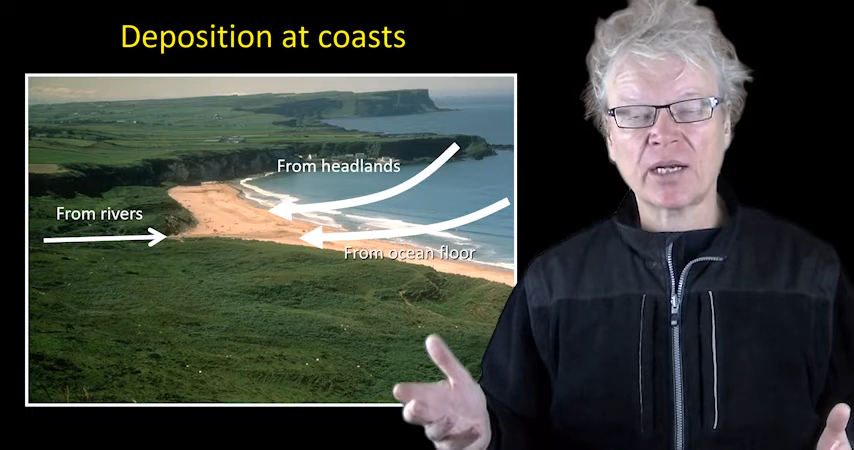 Deposition at coasts
From headlands
From rivers
From ocean floor